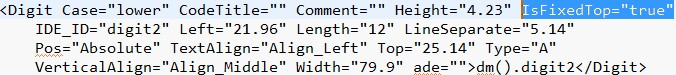 <Digit Case="lower" CodeTitle="" Comment="" Height="4.23" IsFixedTop="true"
IDE_ID="digit2" Left="21.96" Length="12" LineSeparate="5.14"
Pos="Absolute" TextAlign="Align_Left" Top="25.14" Type="A"
VerticalAlign="Align_Middle" Width="79.9" ade="">dm().digit2</Digit>